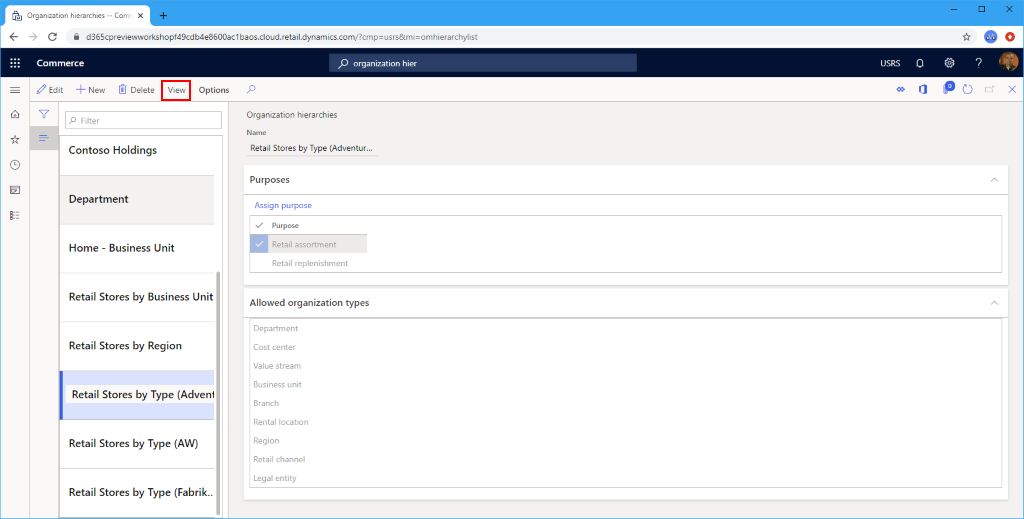 Organization hierarchies -- Comm
d365cpreviewworkshopf49cdb4e8600ac1baos.cloud.retail.dynamics.com/?cmp=usrs&mi=omhierarchylist
Commerce
organization hier
USRS
?
Edit
New
Delete
View
Options
0
Filter
Contoso Holdings
Department
Home - Business Unit
Retail Stores by Business Unit
Retail Stores by Region
Retail Stores by Type (Advent
Retail Stores by Type (AW)
Retail Stores by Type (Fabrik...
Organization hierarchies
Name
Retail Stores by Type (Adventur...
Purposes
Assign purpose
Purpose
Retail assortment
Retail replenishment
Allowed organization types
Department
Cost center
Value stream
Business unit
Branch
Rental location
Region
Retail channel
Legal entity